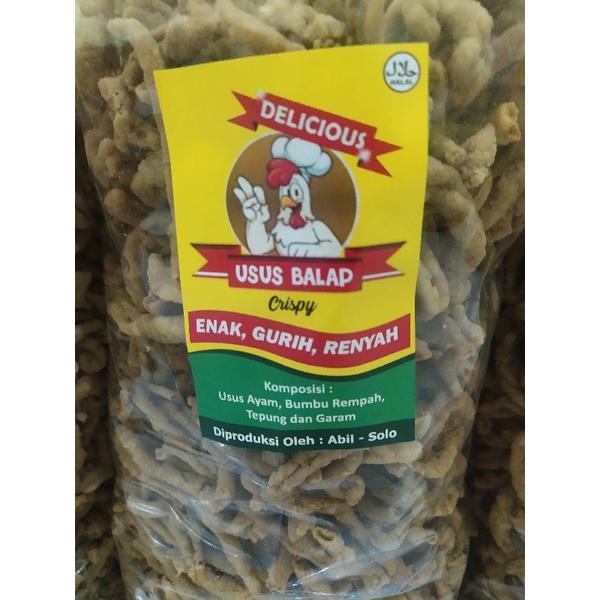 حلال
HALAL
DELICIOUS
USUS BALAP
Crispy
ENAK, GURIH, RENYAH
Komposisi :
Usus Ayam, Bumbu Rempah,
Tepung dan Garam
Diproduksi Oleh : Abil - Solo